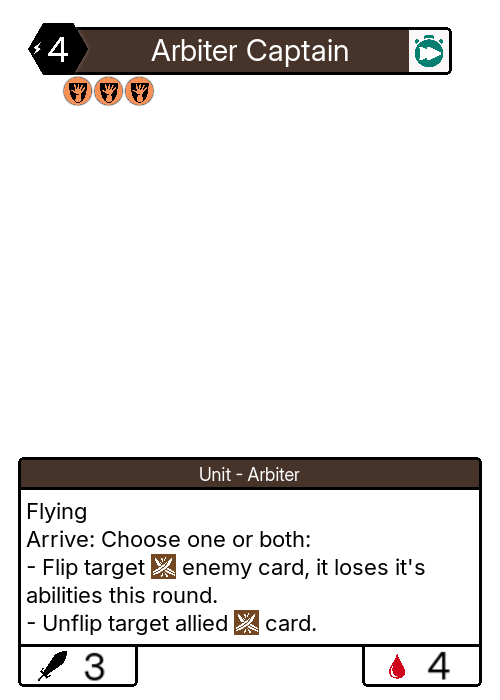 4
Arbiter Captain
Unit - Arbiter
Flying
Arrive: Choose one or both:
- Flip target enemy card, it loses it's
abilities this round.
- Unflip target allied card.
3
4